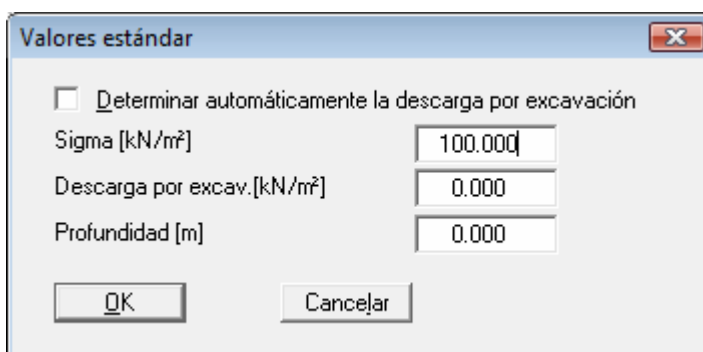 Valores estándar
Determinar automáticamente la descarga por excavación
Sigma [kN/m²] 100.000
Descarga por excav.[kN/m²] 0.000
Profundidad [m] 0.000
OK Cancelar